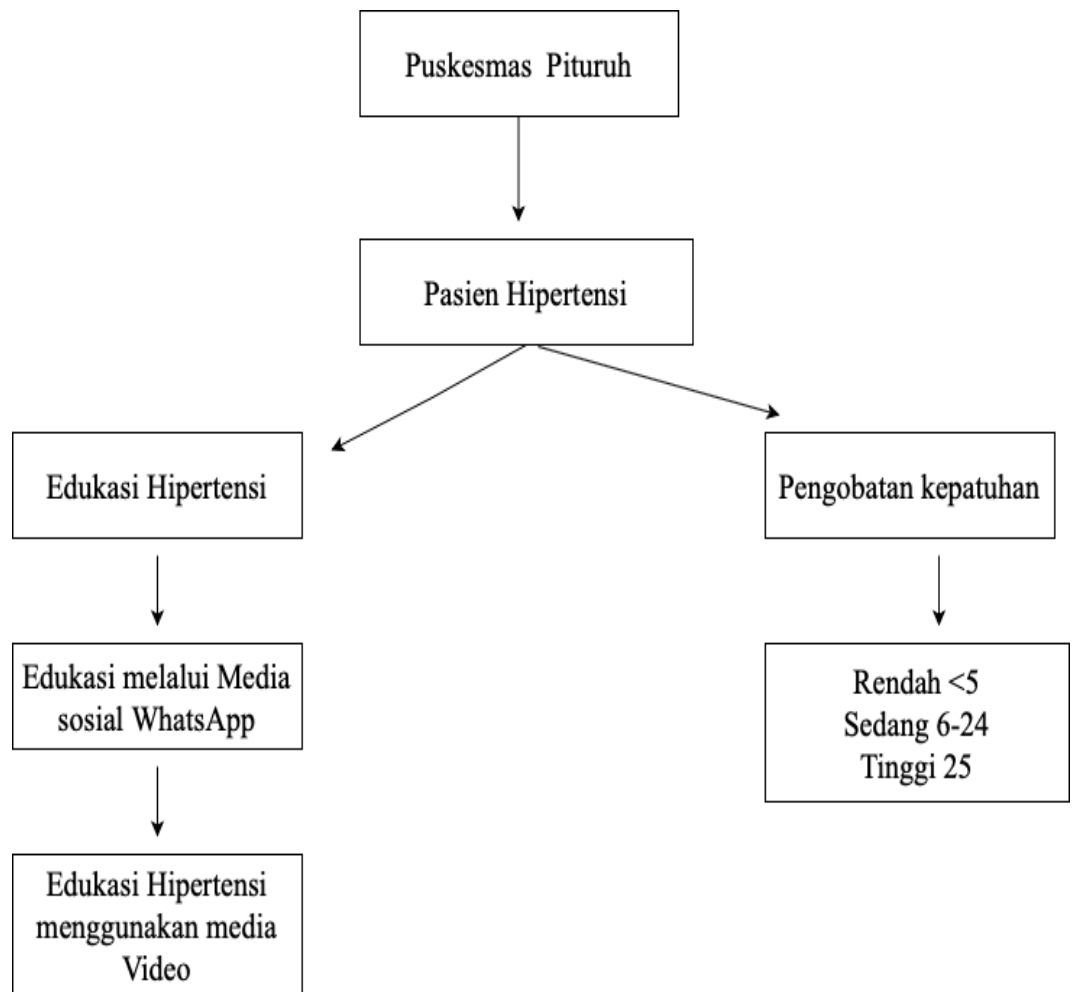 Puskesmas  Pituruh
Pasien Hipertensi
Edukasi Hipertensi
Pengobatan kepatuhan
Edukasi melalui Media
sosial WhatsApp
Rendah <5
Sedang 6-24
Tinggi 25
Edukasi Hipertensi
menggunakan media
Video